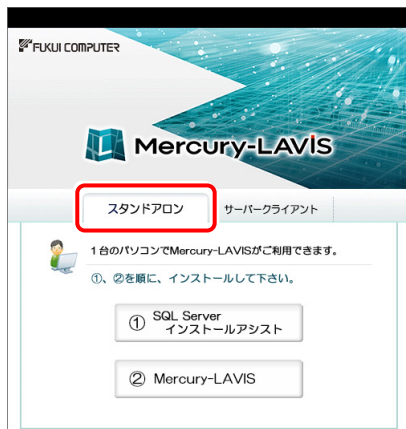 FUKUI COMPUTER
Mercury-LAVIS
スタンドアロン
サーバークライアント
1台のパソコンでMercury-LAVISがご利用できます。
①、②を順に、インストールして下さい。
① SQL Server
インストールアシスト
② Mercury-LAVIS